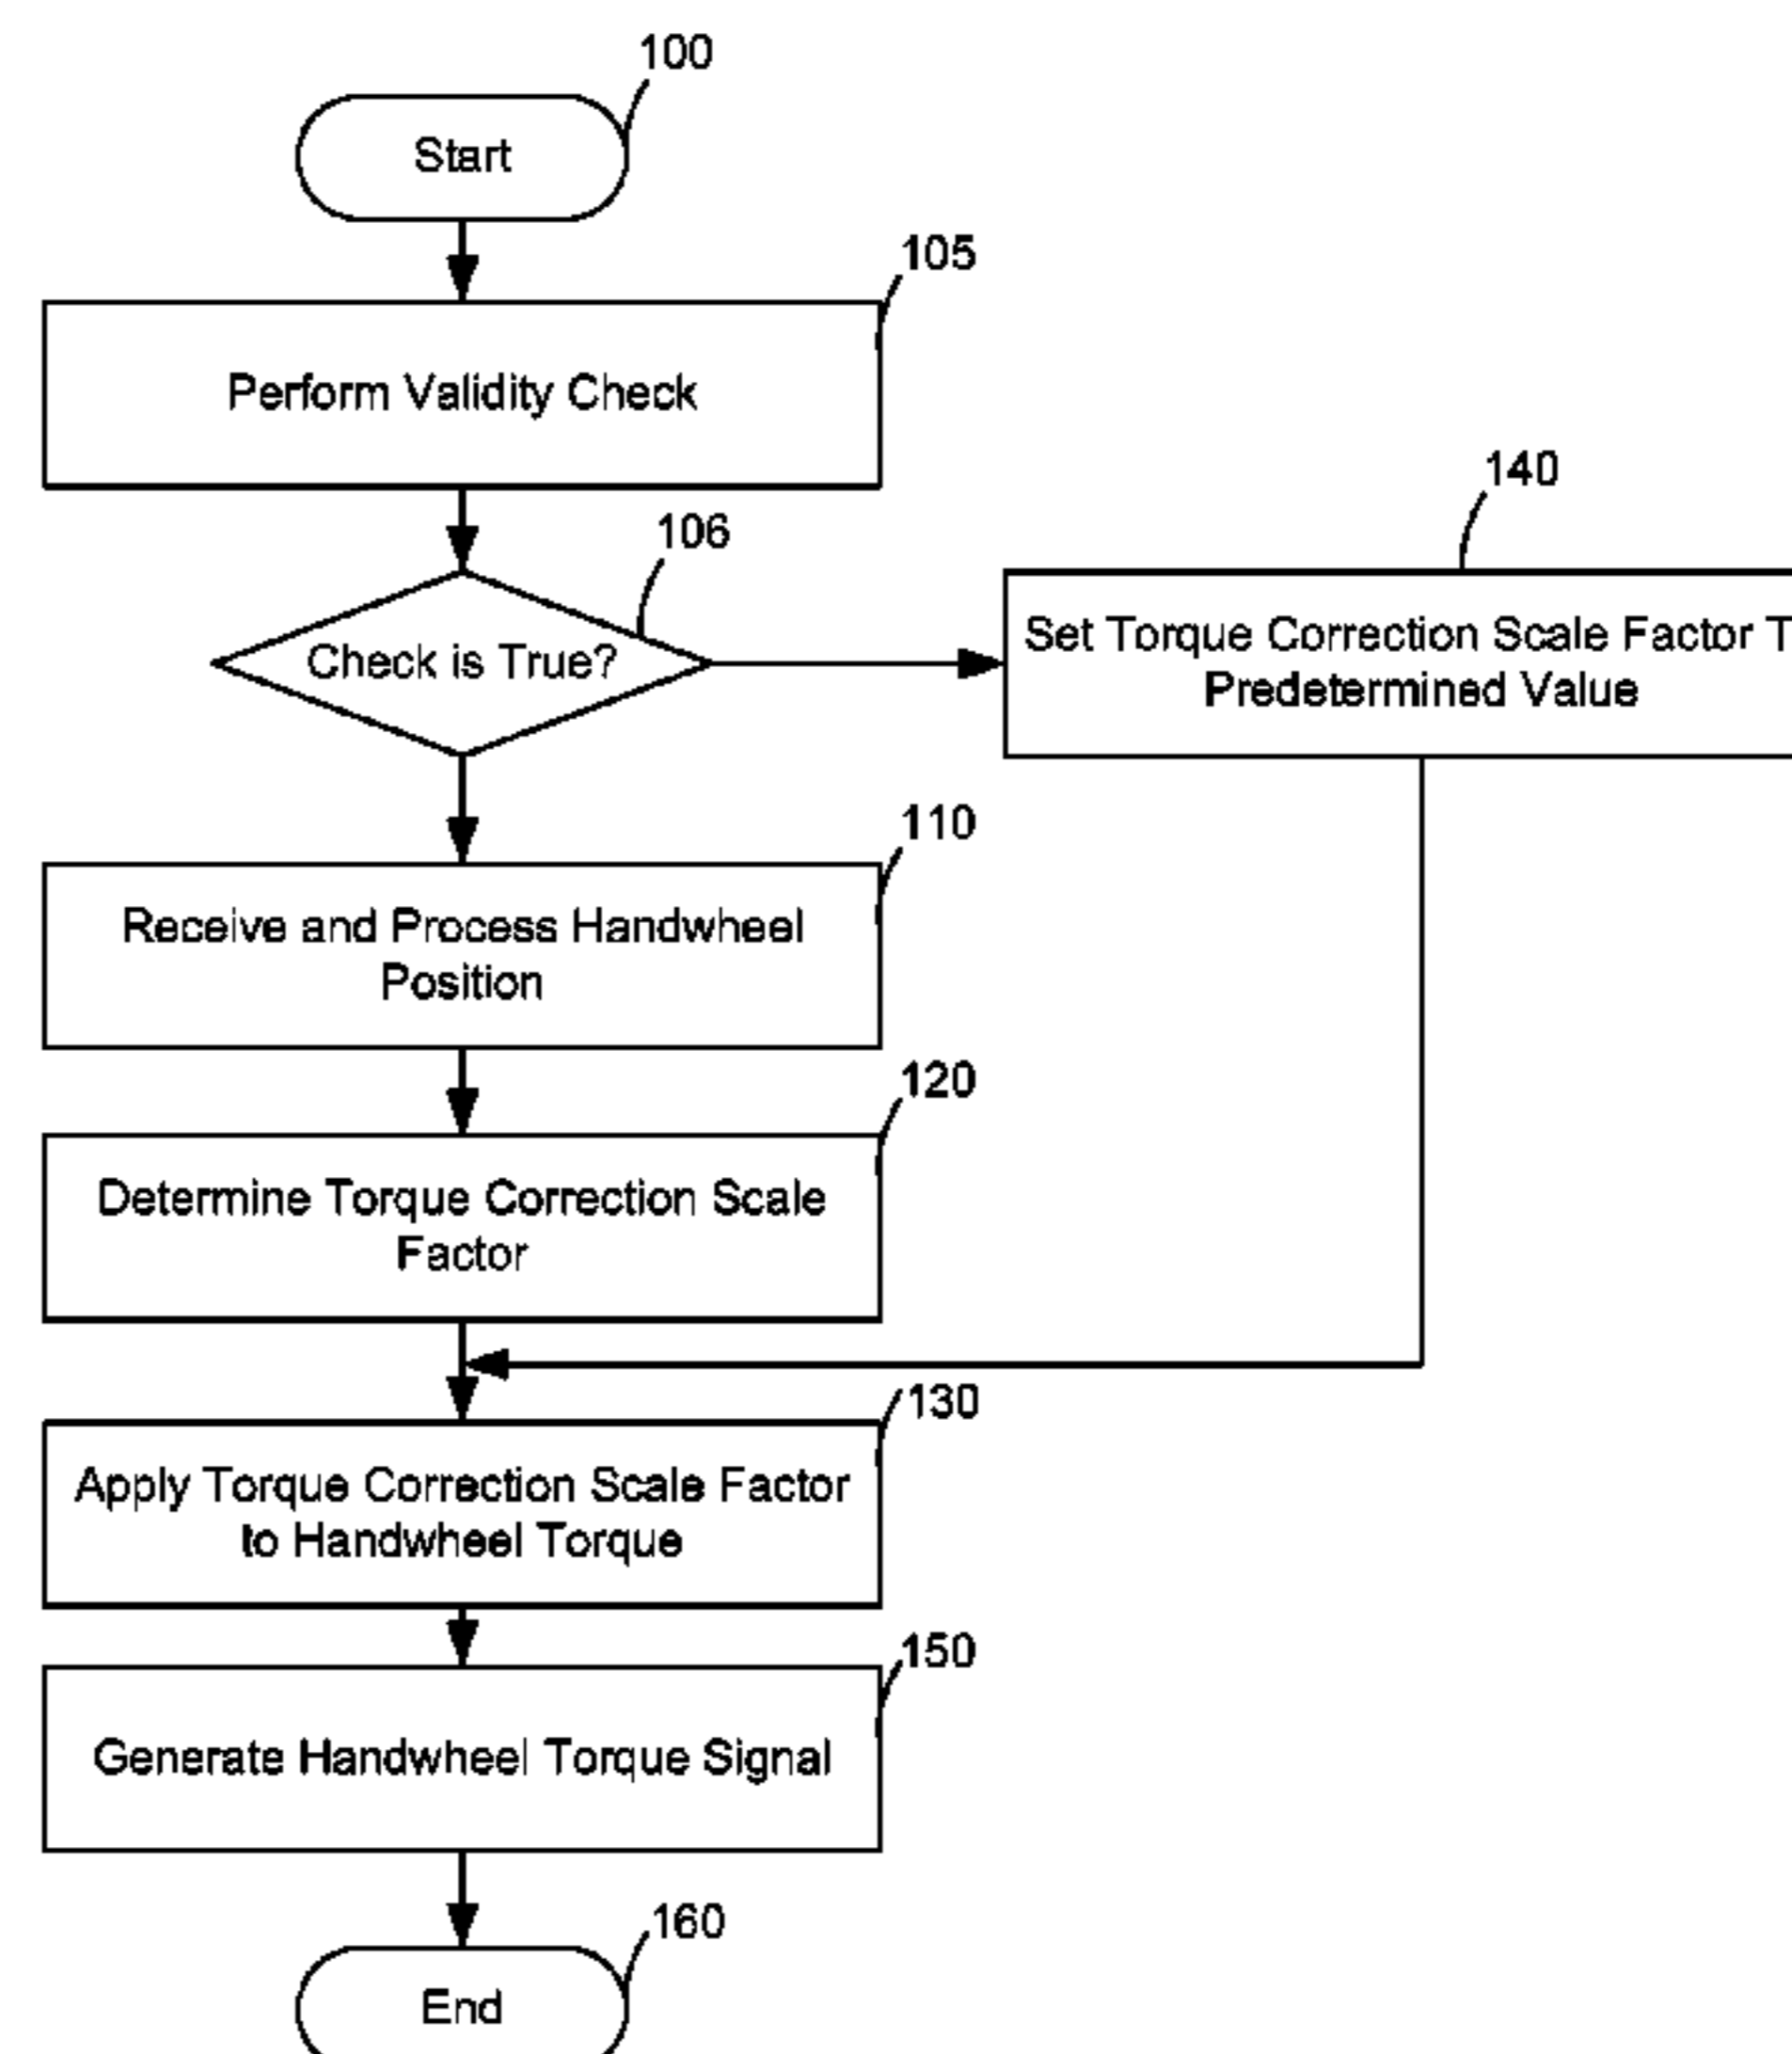 100
Start
105
Perform Validity Check
140
106
Check is True?
Set Torque Correction Scale Factor T
Predetermined Value
110
Receive and Process Handwheel
Position
120
Determine Torque Correction Scale
Factor
130
Apply Torque Correction Scale Factor
to Handwheel Torque
150
Generate Handwheel Torque Signal
160
End